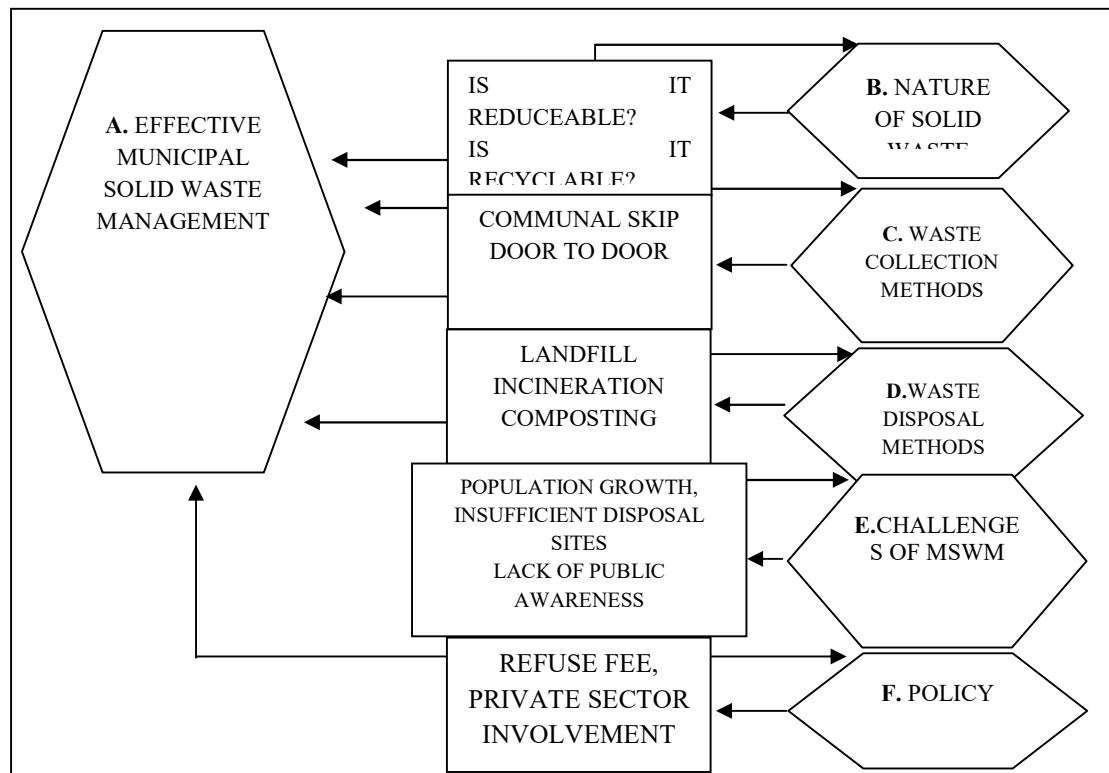 A. EFFECTIVE
MUNICIPAL
SOLID WASTE
MANAGEMENT
IS IT
REDUCEABLE?
IS IT
RECYCLABLE?
B. NATURE
OF SOLID
WASTE
COMMUNAL SKIP
DOOR TO DOOR
C. WASTE
COLLECTION
METHODS
LANDFILL
INCINERATION
COMPOSTING
D.WASTE
DISPOSAL
METHODS
POPULATION GROWTH,
INSUFFICIENT DISPOSAL
SITES
LACK OF PUBLIC
AWARENESS
E.CHALLENGE
S OF MSWM
REFUSE FEE,
PRIVATE SECTOR
INVOLVEMENT
F. POLICY